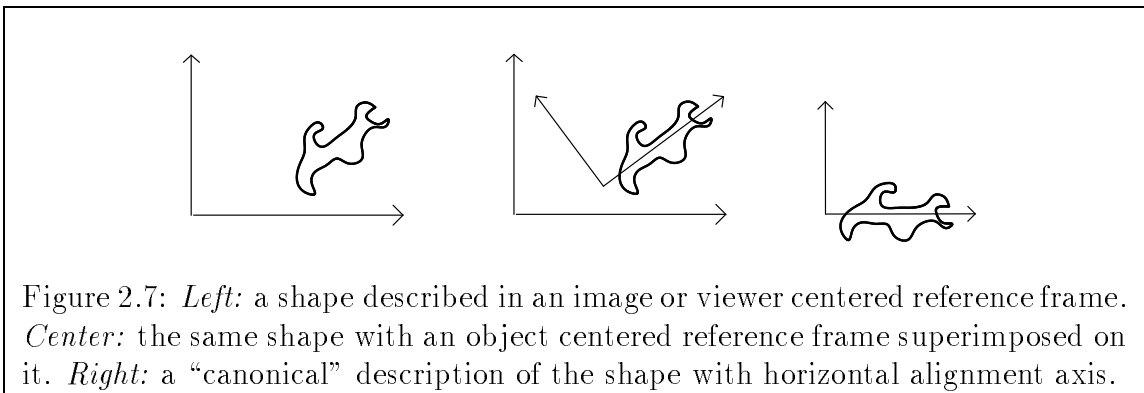 Figure 2.7: Left: a shape described in an image or viewer centered reference frame.
Center: the same shape with an object centered reference frame superimposed on
it. Right: a “canonical” description of the shape with horizontal alignment axis.